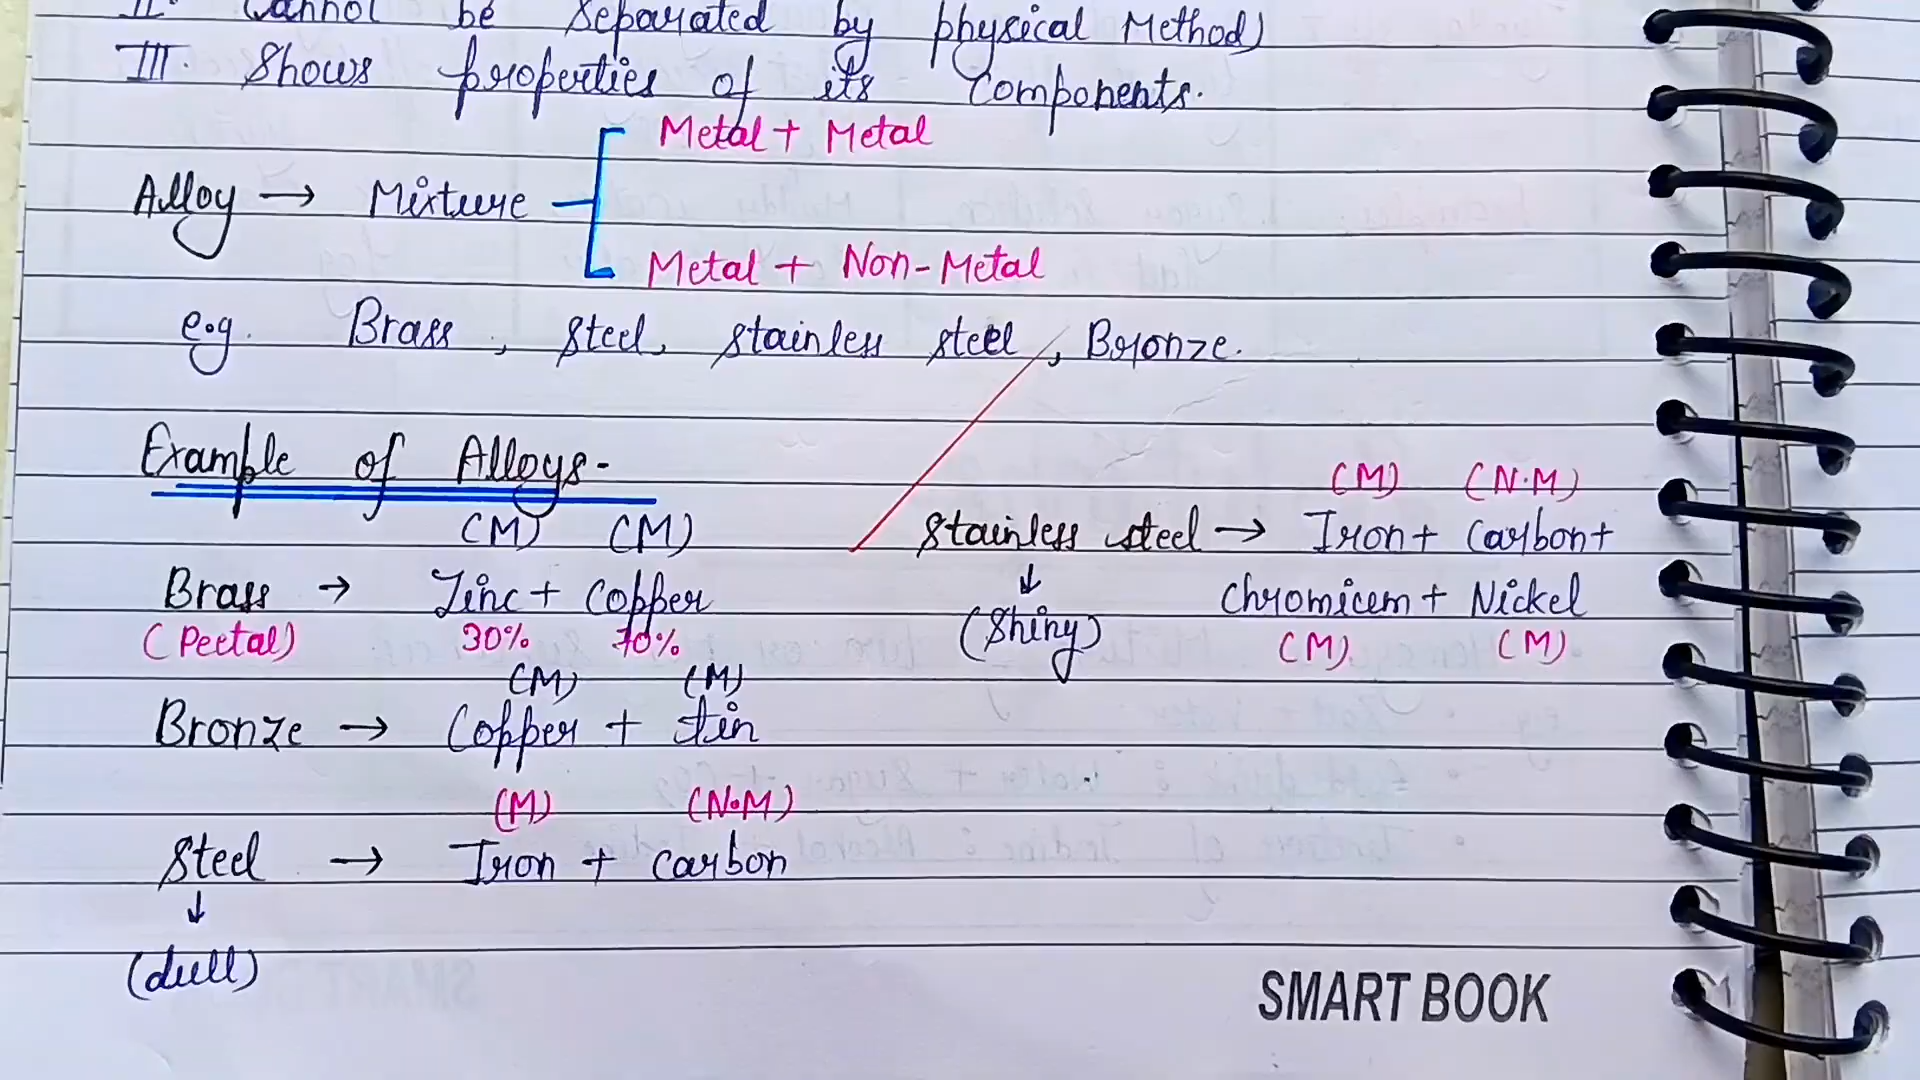 II. Cannot be separated by physical Method)
III. Shows properties of its Components.
Metal + Metal
Alloy → Mixture
Metal + Non-Metal
e.g. Brass, Steel, stainless steel, Bronze.
Example of Alloys-
(M) (M)
Brass → Zinc + Copper
(Peetal) 30% 70%
(M) (M)
Bronze → Copper + tin
(M) (N.M)
Steel → Iron + carbon
↓
(dull)
(M) (N.M)
Stainless steel → Iron + Carbon +
↓
(Shiny)
Chromicem + Nickel
(M) (M)
SMART BOOK